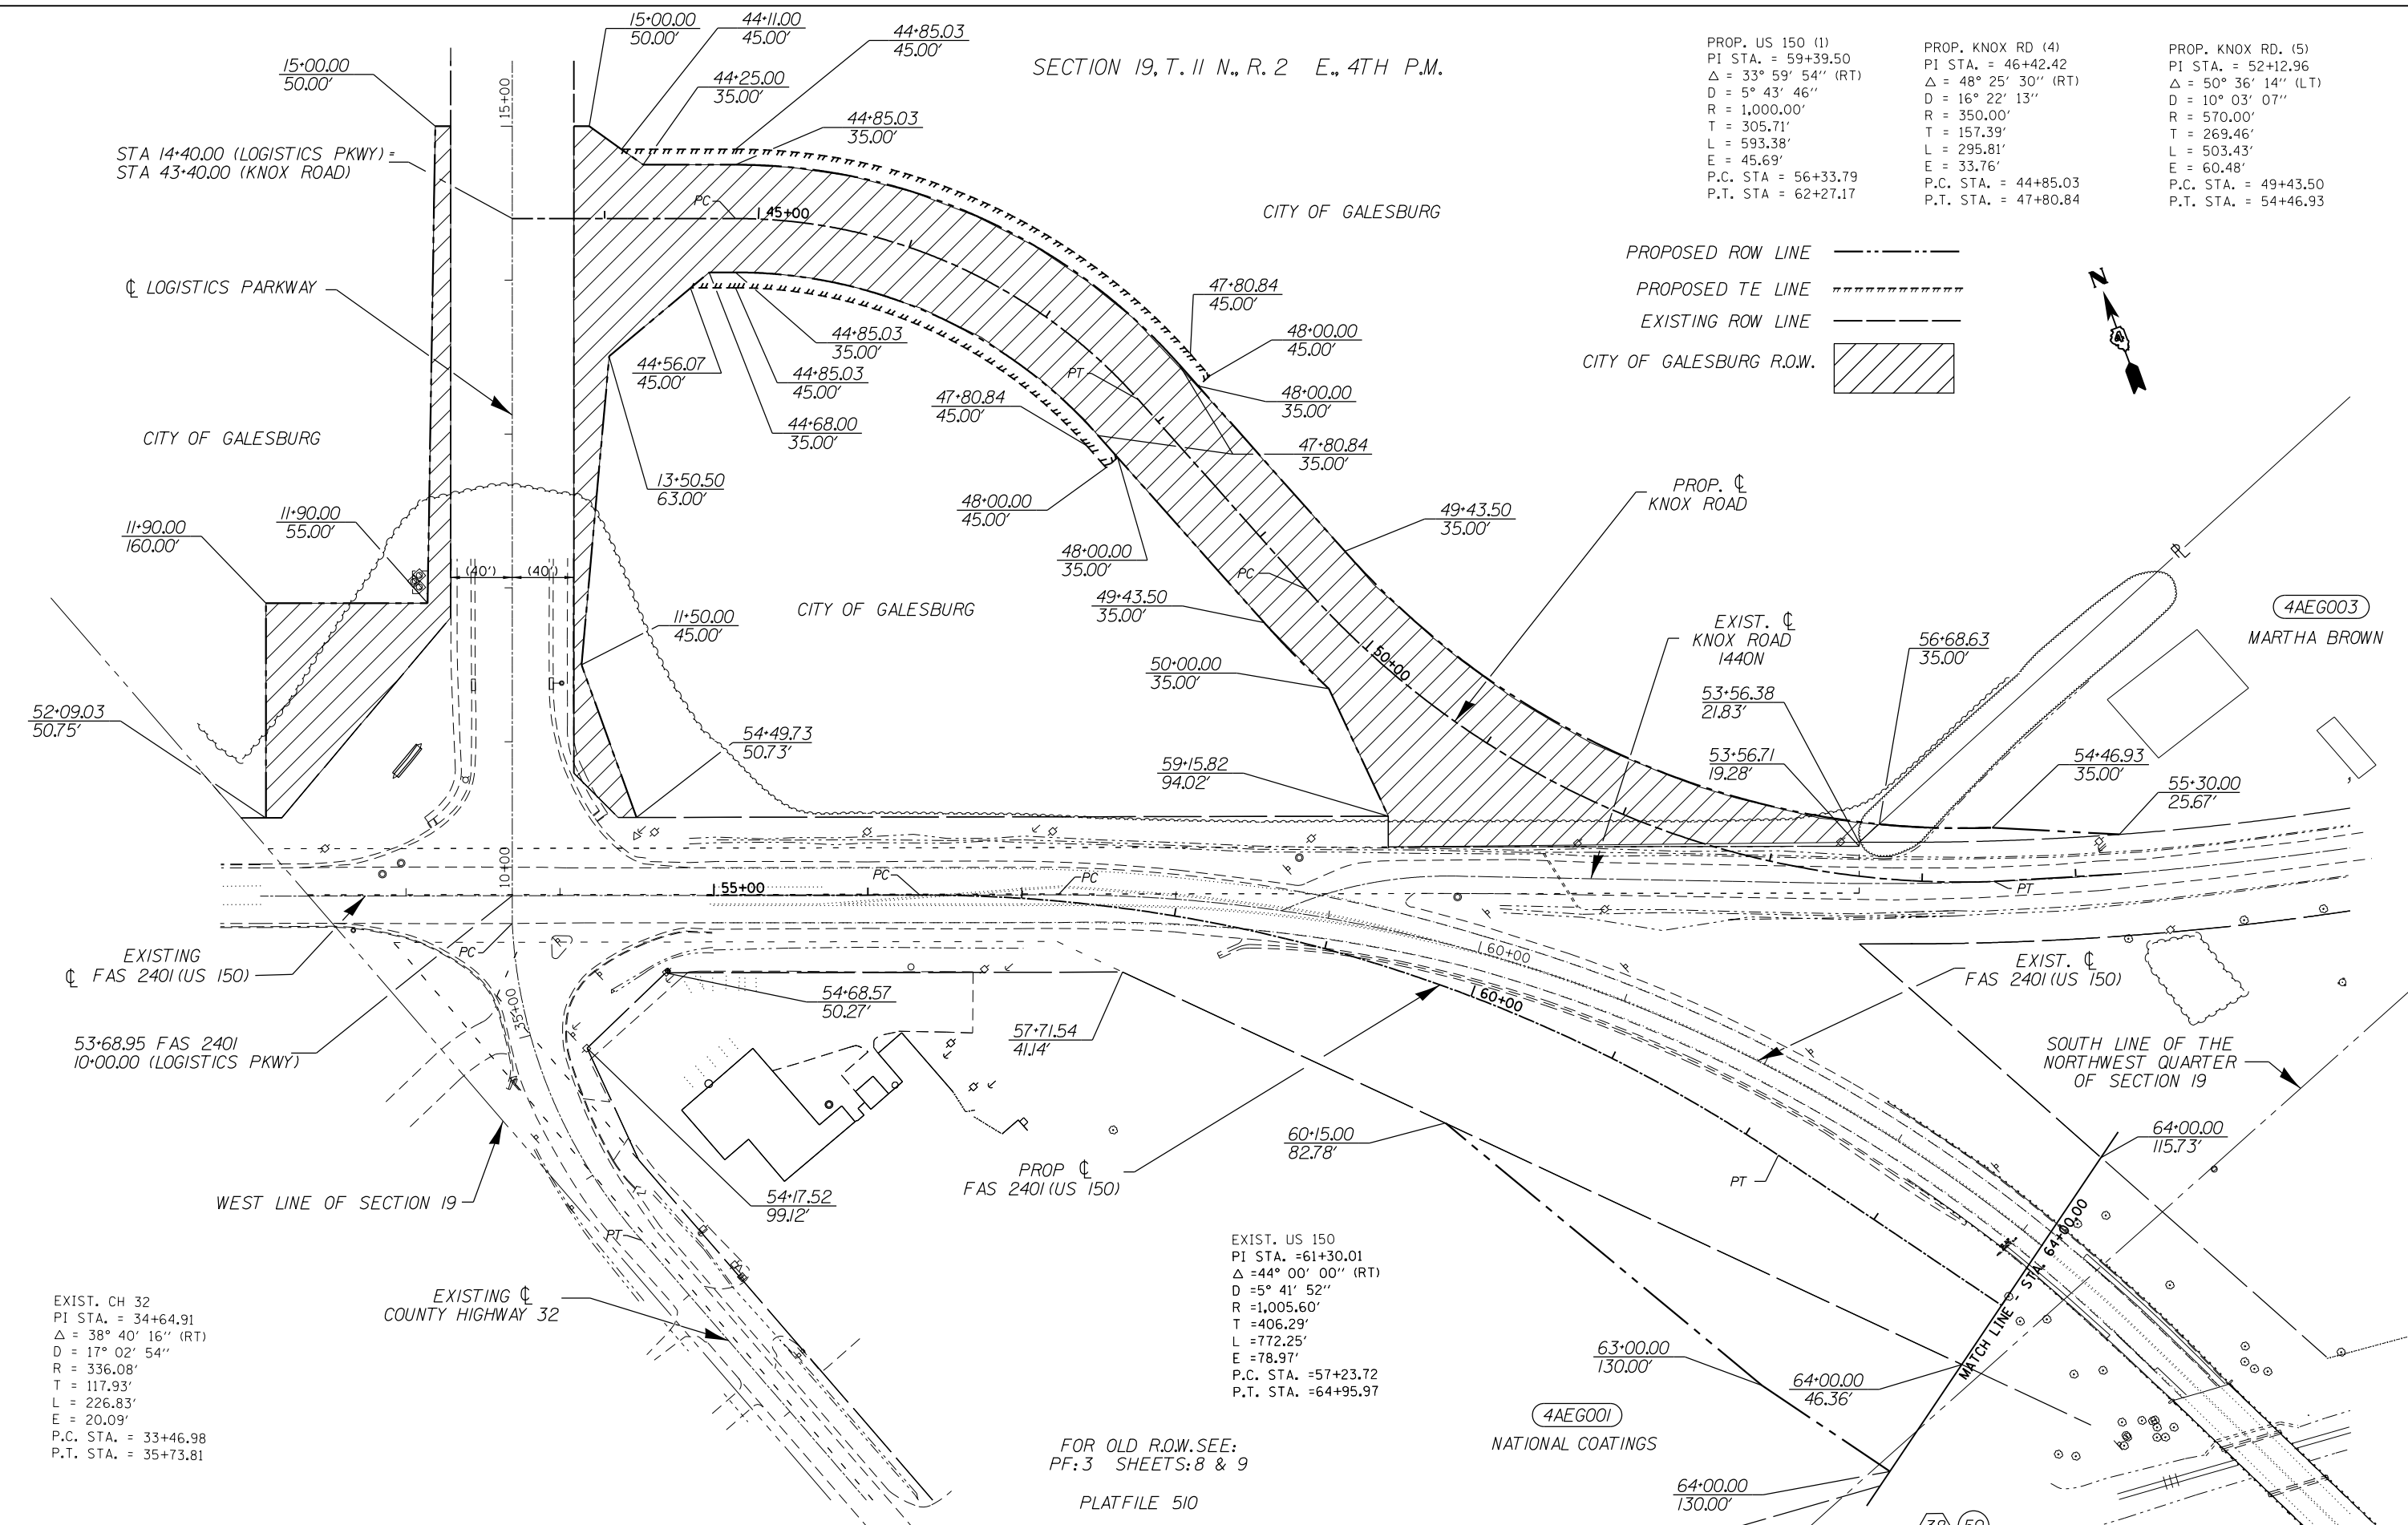 15+00.00
50.00'
44+11.00
45.00'
44+85.03
45.00'
SECTION 19, T. 11 N., R. 2 E., 4TH P.M.
15+00.00
50.00'
44+25.00
35.00'
44+85.03
35.00'
15+00
STA 14+40.00 (LOGISTICS PKWY) =
STA 43+40.00 (KNOX ROAD)
PROP. US 150 (1)
PI STA. = 59+39.50
Δ = 33° 59' 54'' (RT)
D = 5° 43' 46''
R = 1,000.00'
T = 305.71'
L = 593.38'
E = 45.69'
P.C. STA = 56+33.79
P.T. STA = 62+27.17
PROP. KNOX RD (4)
PI STA. = 46+42.42
Δ = 48° 25' 30'' (RT)
D = 16° 22' 13''
R = 350.00'
T = 157.39'
L = 295.81'
E = 33.76'
P.C. STA. = 44+85.03
P.T. STA. = 47+80.84
PROP. KNOX RD. (5)
PI STA. = 52+12.96
Δ = 50° 36' 14'' (LT)
D = 10° 03' 07''
R = 570.00'
T = 269.46'
L = 503.43'
E = 60.48'
P.C. STA. = 49+43.50
P.T. STA. = 54+46.93
PC
45+00
CITY OF GALESBURG
PROPOSED ROW LINE
PROPOSED TE LINE
EXISTING ROW LINE
CITY OF GALESBURG R.O.W.
N
4
℄ LOGISTICS PARKWAY
47+80.84
45.00'
48+00.00
45.00'
44+85.03
35.00'
44+56.07
45.00'
44+85.03
45.00'
PT
48+00.00
35.00'
47+80.84
45.00'
44+68.00
35.00'
CITY OF GALESBURG
47+80.84
35.00'
13+50.50
63.00'
48+00.00
45.00'
PROP. ℄
KNOX ROAD
49+43.50
35.00'
11+90.00
55.00'
11+90.00
160.00'
48+00.00
35.00'
(40')
(40')
PC
℄
PL
49+43.50
35.00'
CITY OF GALESBURG
11+50.00
45.00'
4AEG003
MARTHA BROWN
EXIST. ℄
KNOX ROAD
1440N
56+68.63
35.00'
50+00.00
35.00'
50+00
53+56.38
21.83'
52+09.03
50.75'
54+49.73
50.73'
59+15.82
94.02'
53+56.71
19.28'
54+46.93
35.00'
55+30.00
25.67'
10+00
55+00
PC
PC
PT
EXISTING
℄ FAS 2401 (US 150)
PC
60+00
EXIST. ℄
FAS 2401 (US 150)
54+68.57
50.27'
60+00
35+00
53+68.95 FAS 2401
10+00.00 (LOGISTICS PKWY)
57+71.54
41.14'
SOUTH LINE OF THE
NORTHWEST QUARTER
OF SECTION 19
60+15.00
82.78'
64+00.00
115.73'
PROP ℄
FAS 2401 (US 150)
PT
WEST LINE OF SECTION 19
54+17.52
99.12'
PT
EXIST. US 150
PI STA. =61+30.01
Δ =44° 00' 00'' (RT)
D =5° 41' 52''
R =1,005.60'
T =406.29'
L =772.25'
E =78.97'
P.C. STA. =57+23.72
P.T. STA. =64+95.97
MATCH LINE - STA. 64+00.00
EXIST. CH 32
PI STA. = 34+64.91
Δ = 38° 40' 16'' (RT)
D = 17° 02' 54''
R = 336.08'
T = 117.93'
L = 226.83'
E = 20.09'
P.C. STA. = 33+46.98
P.T. STA. = 35+73.81
EXISTING ℄
COUNTY HIGHWAY 32
63+00.00
130.00'
64+00.00
46.36'
4AEG001
NATIONAL COATINGS
FOR OLD R.O.W. SEE:
PF: 3 SHEETS: 8 & 9
PLATFILE 510
64+00.00
130.00'